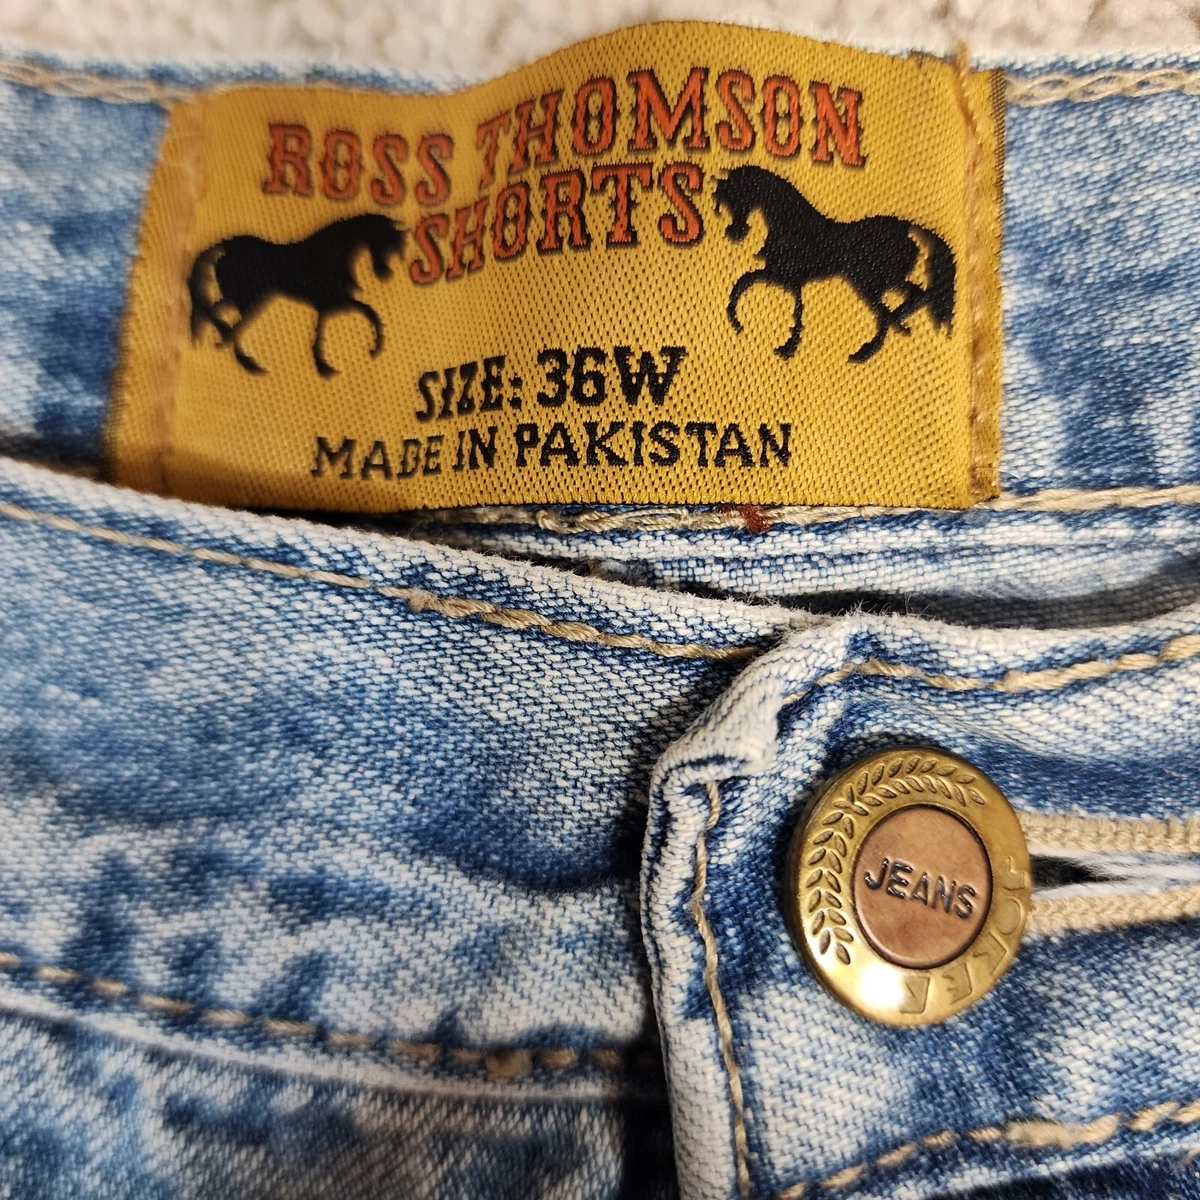 ROSS THOMSON
SHORTS
SIZE: 36W
MADE IN PAKISTAN
JEANS